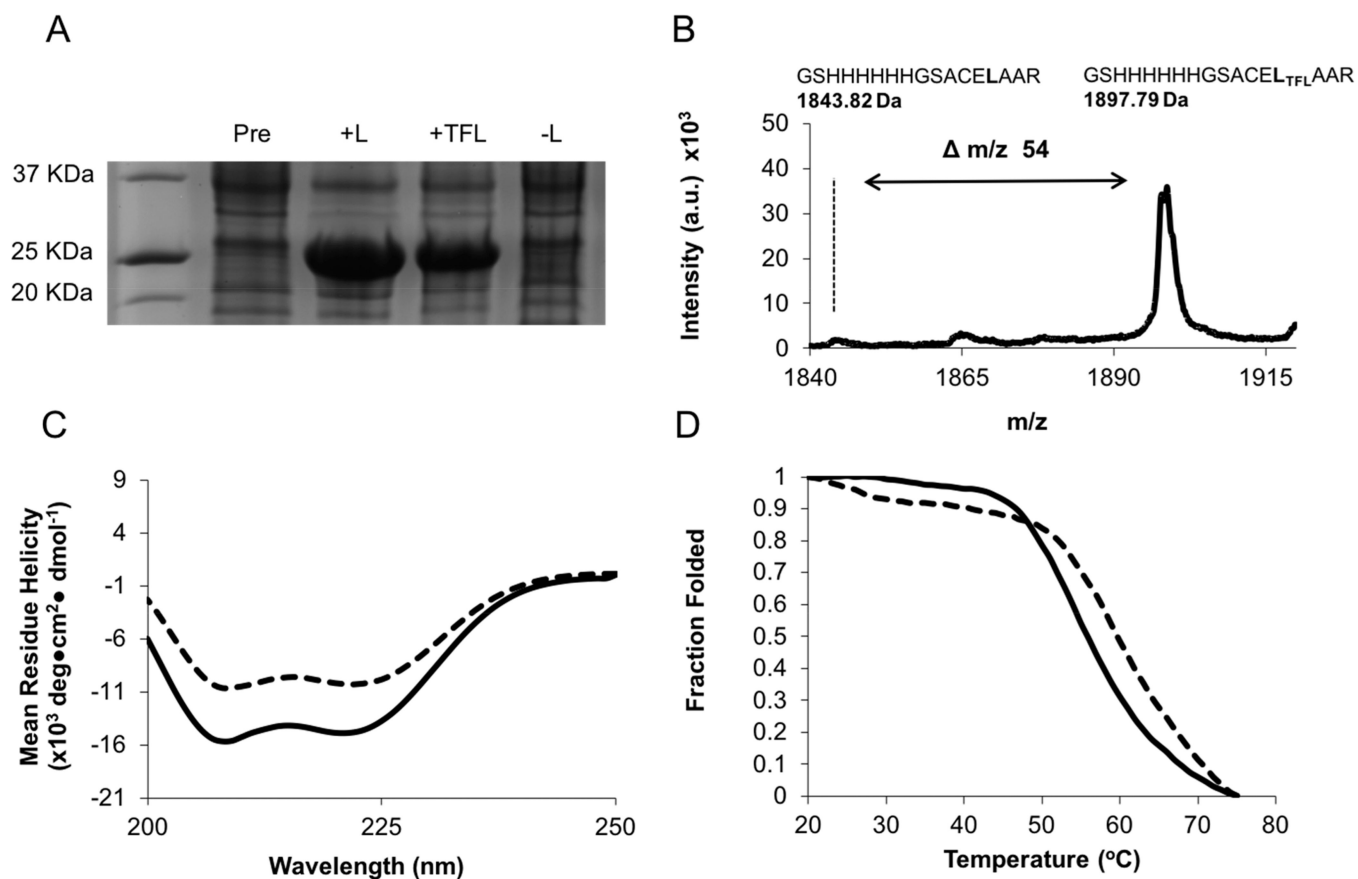 A
Pre +L +TFL -L
37 KDa
25 KDa
20 KDa
B
GSHHHHHHGSACELAAR GSHHHHHHGSACELTFLAAR
1843.82 Da 1897.79 Da
Δ m/z 54
Intensity (a.u.) x10³
50
40
30
20
10
0
1840 1865 1890 1915
m/z
C
Mean Residue Helicity
(x10³ deg●cm²● dmol⁻¹)
9
4
-1
-6
-11
-16
-21
200 225 250
Wavelength (nm)
D
Fraction Folded
1
0.9
0.8
0.7
0.6
0.5
0.4
0.3
0.2
0.1
0
20 30 40 50 60 70 80
Temperature (ºC)